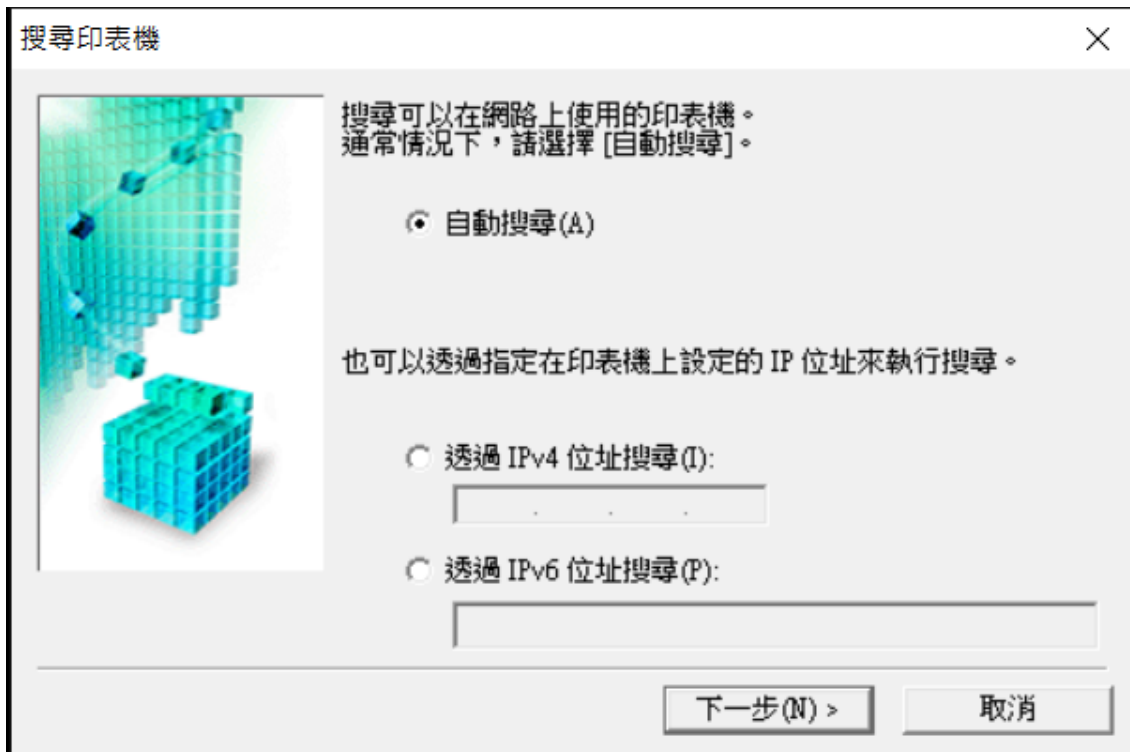 搜尋印表機
搜尋可以在網路上使用的印表機。
通常情況下，請選擇 [自動搜尋]。
自動搜尋(A)
也可以透過指定在印表機上設定的 IP 位址來執行搜尋。
透過 IPv4 位址搜尋(I):
. . .
透過 IPv6 位址搜尋(P):
下一步(N) >
取消